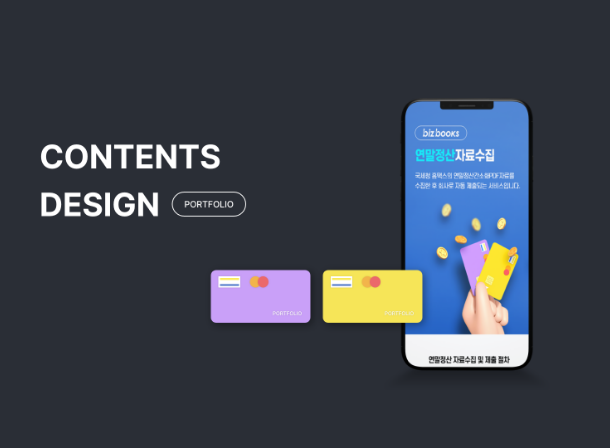 CONTENTS
DESIGN PORTFOLIO
bizbooks
연말정산자료수집
국세청 홈택스의 연말정산간소화PDF자료를
수집한 후 회사로 자동 제출되는 서비스입니다.
PORTFOLIO
PORTFOLIO
연말정산 자료수집 및 제출 절차